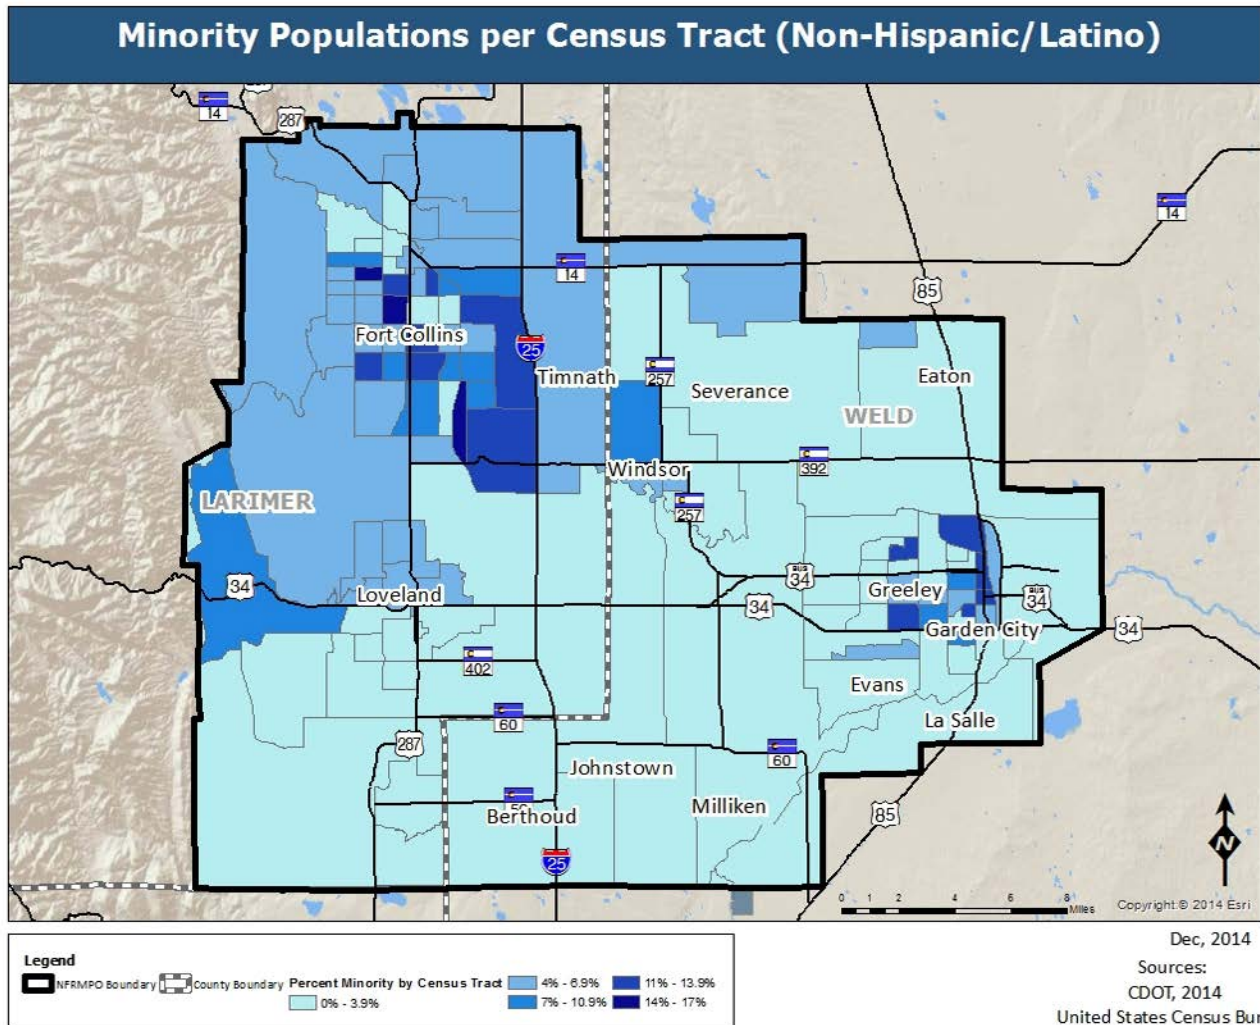 Minority Populations per Census Tract (Non-Hispanic/Latino)
14
287
14
14
85
Fort Collins
25
Timnath
257
Severance
Eaton
WELD
392
Windsor
LARIMER
257
34
Loveland
BUS
34
Greeley
34
BUS
34
Garden City
34
402
Evans
60
La Salle
287
Johnstown
60
Milliken
Berthoud
85
25
N
0 1 2 4 6 8
Miles
Copyright:© 2014 Esri
Legend
NFRMPO Boundary County Boundary Percent Minority by Census Tract
0% - 3.9%
4% - 6.9%
7% - 10.9%
11% - 13.9%
14% - 17%
Dec, 2014
Sources:
CDOT, 2014
United States Census Bur